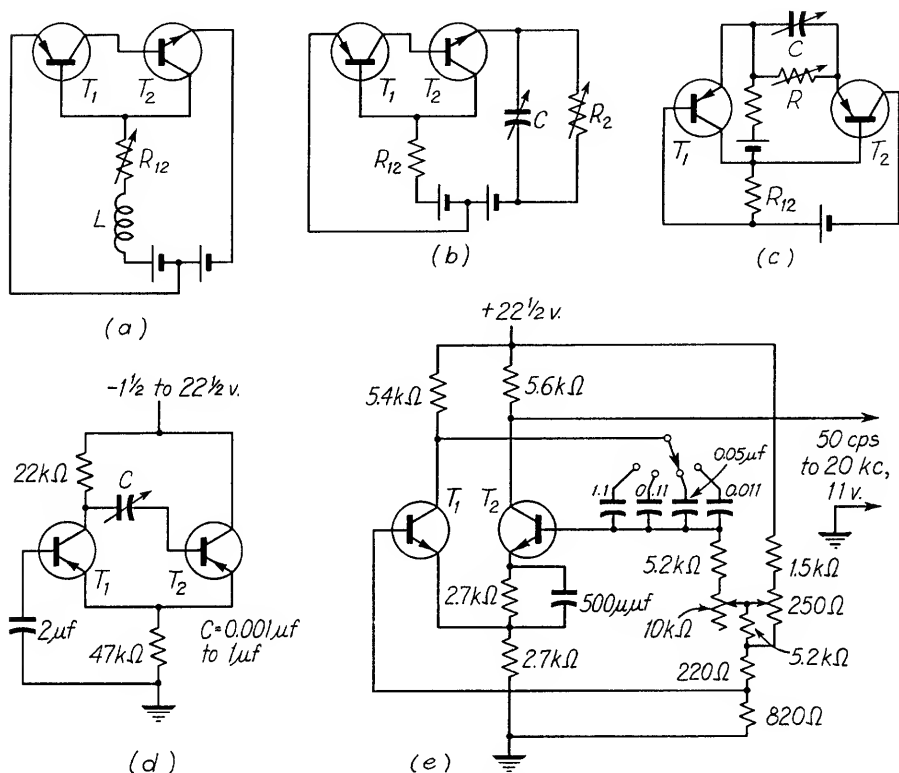 T1
T2
R12
L
(a)
T1
T2
R12
C
R2
(b)
C
R
T1
T2
R12
(c)
-1½ to 22½ v.
22kΩ
C
T1
T2
2μf
47kΩ
C=0.001μf
to 1μf
(d)
+22½ v.
5.4kΩ
5.6kΩ
50 cps
to 20 kc,
11 v.
0.05μf
1.1
0.11
0.011
T1
T2
5.2kΩ
1.5kΩ
2.7kΩ
500μμf
10kΩ
250Ω
5.2kΩ
2.7kΩ
220Ω
820Ω
(e)